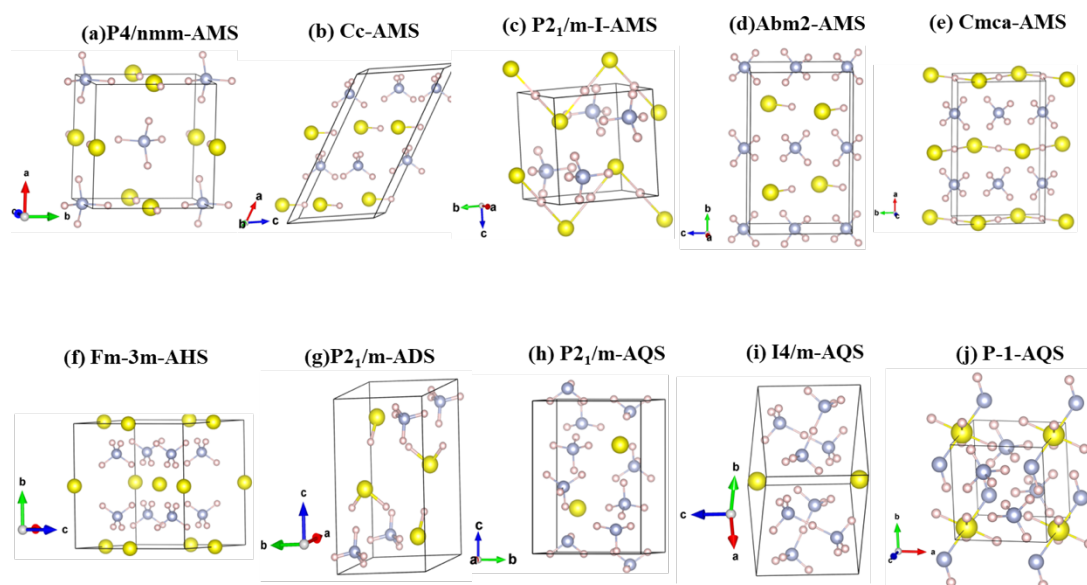 (a)P4/nmm-AMS
(b) Cc-AMS
(c) P2₁/m-I-AMS
(d)Abm2-AMS
(e) Cmca-AMS
a
c
b
a
b
c
b
a
c
b
c
a
a
b
c
(f) Fm-3m-AHS
(g)P2₁/m-ADS
(h) P2₁/m-AQS
(i) I4/m-AQS
(j) P-1-AQS
b
c
c
b
a
c
a
b
b
c
a
b
c
a